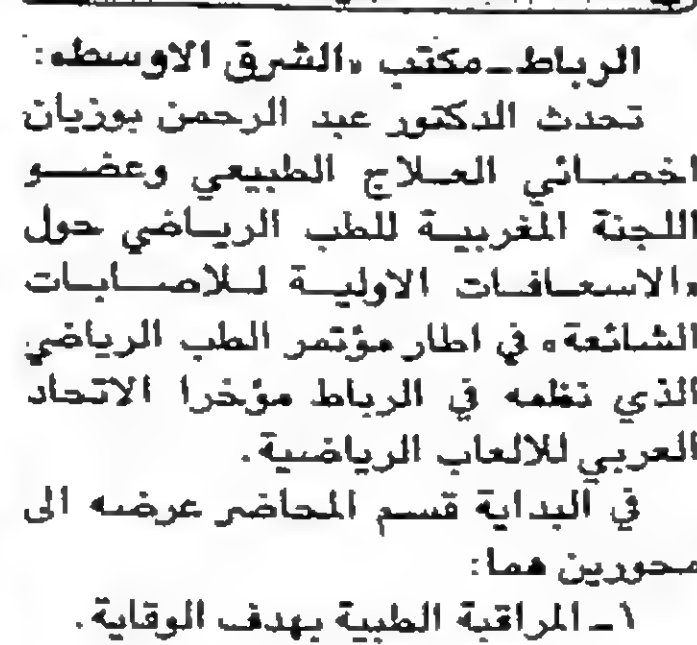 الرباط ـ مكتب «الشرق الاوسط»:
تحدث الدكتور عبد الرحمن بوزيان
اخصائي العلاج الطبيعي وعضو
اللجنة المغربية للطب الرياضي حول
«الاسعافات الاولية للاصابات
الشائعة» في اطار مؤتمر الطب الرياضي
الذي نظمه في الرباط مؤخرا الاتحاد
العربي للالعاب الرياضية.
في البداية قسم المحاضر عرضه الى
محورين هما:
١ ـ المراقبة الطبية بهدف الوقاية.